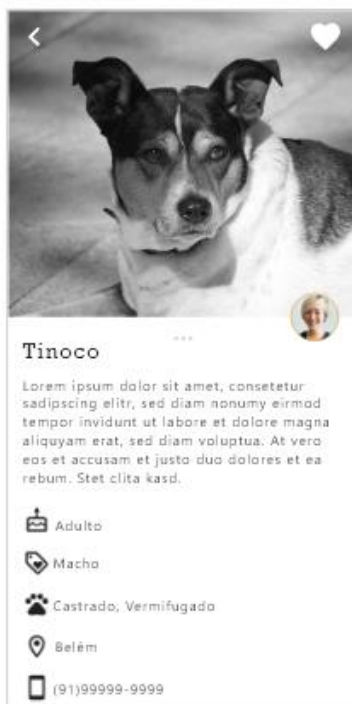 Tinoco
Lorem ipsum dolor sit amet, consetetur
sadipscing elitr, sed diam nonumy eirmod
tempor invidunt ut labore et dolore magna
aliquyam erat, sed diam voluptua. At vero
eos et accusam et justo duo dolores et ea
rebum. Stet clita kasd.
Adulto
Macho
Castrado, Vermifugado
Belém
(91)99999-9999